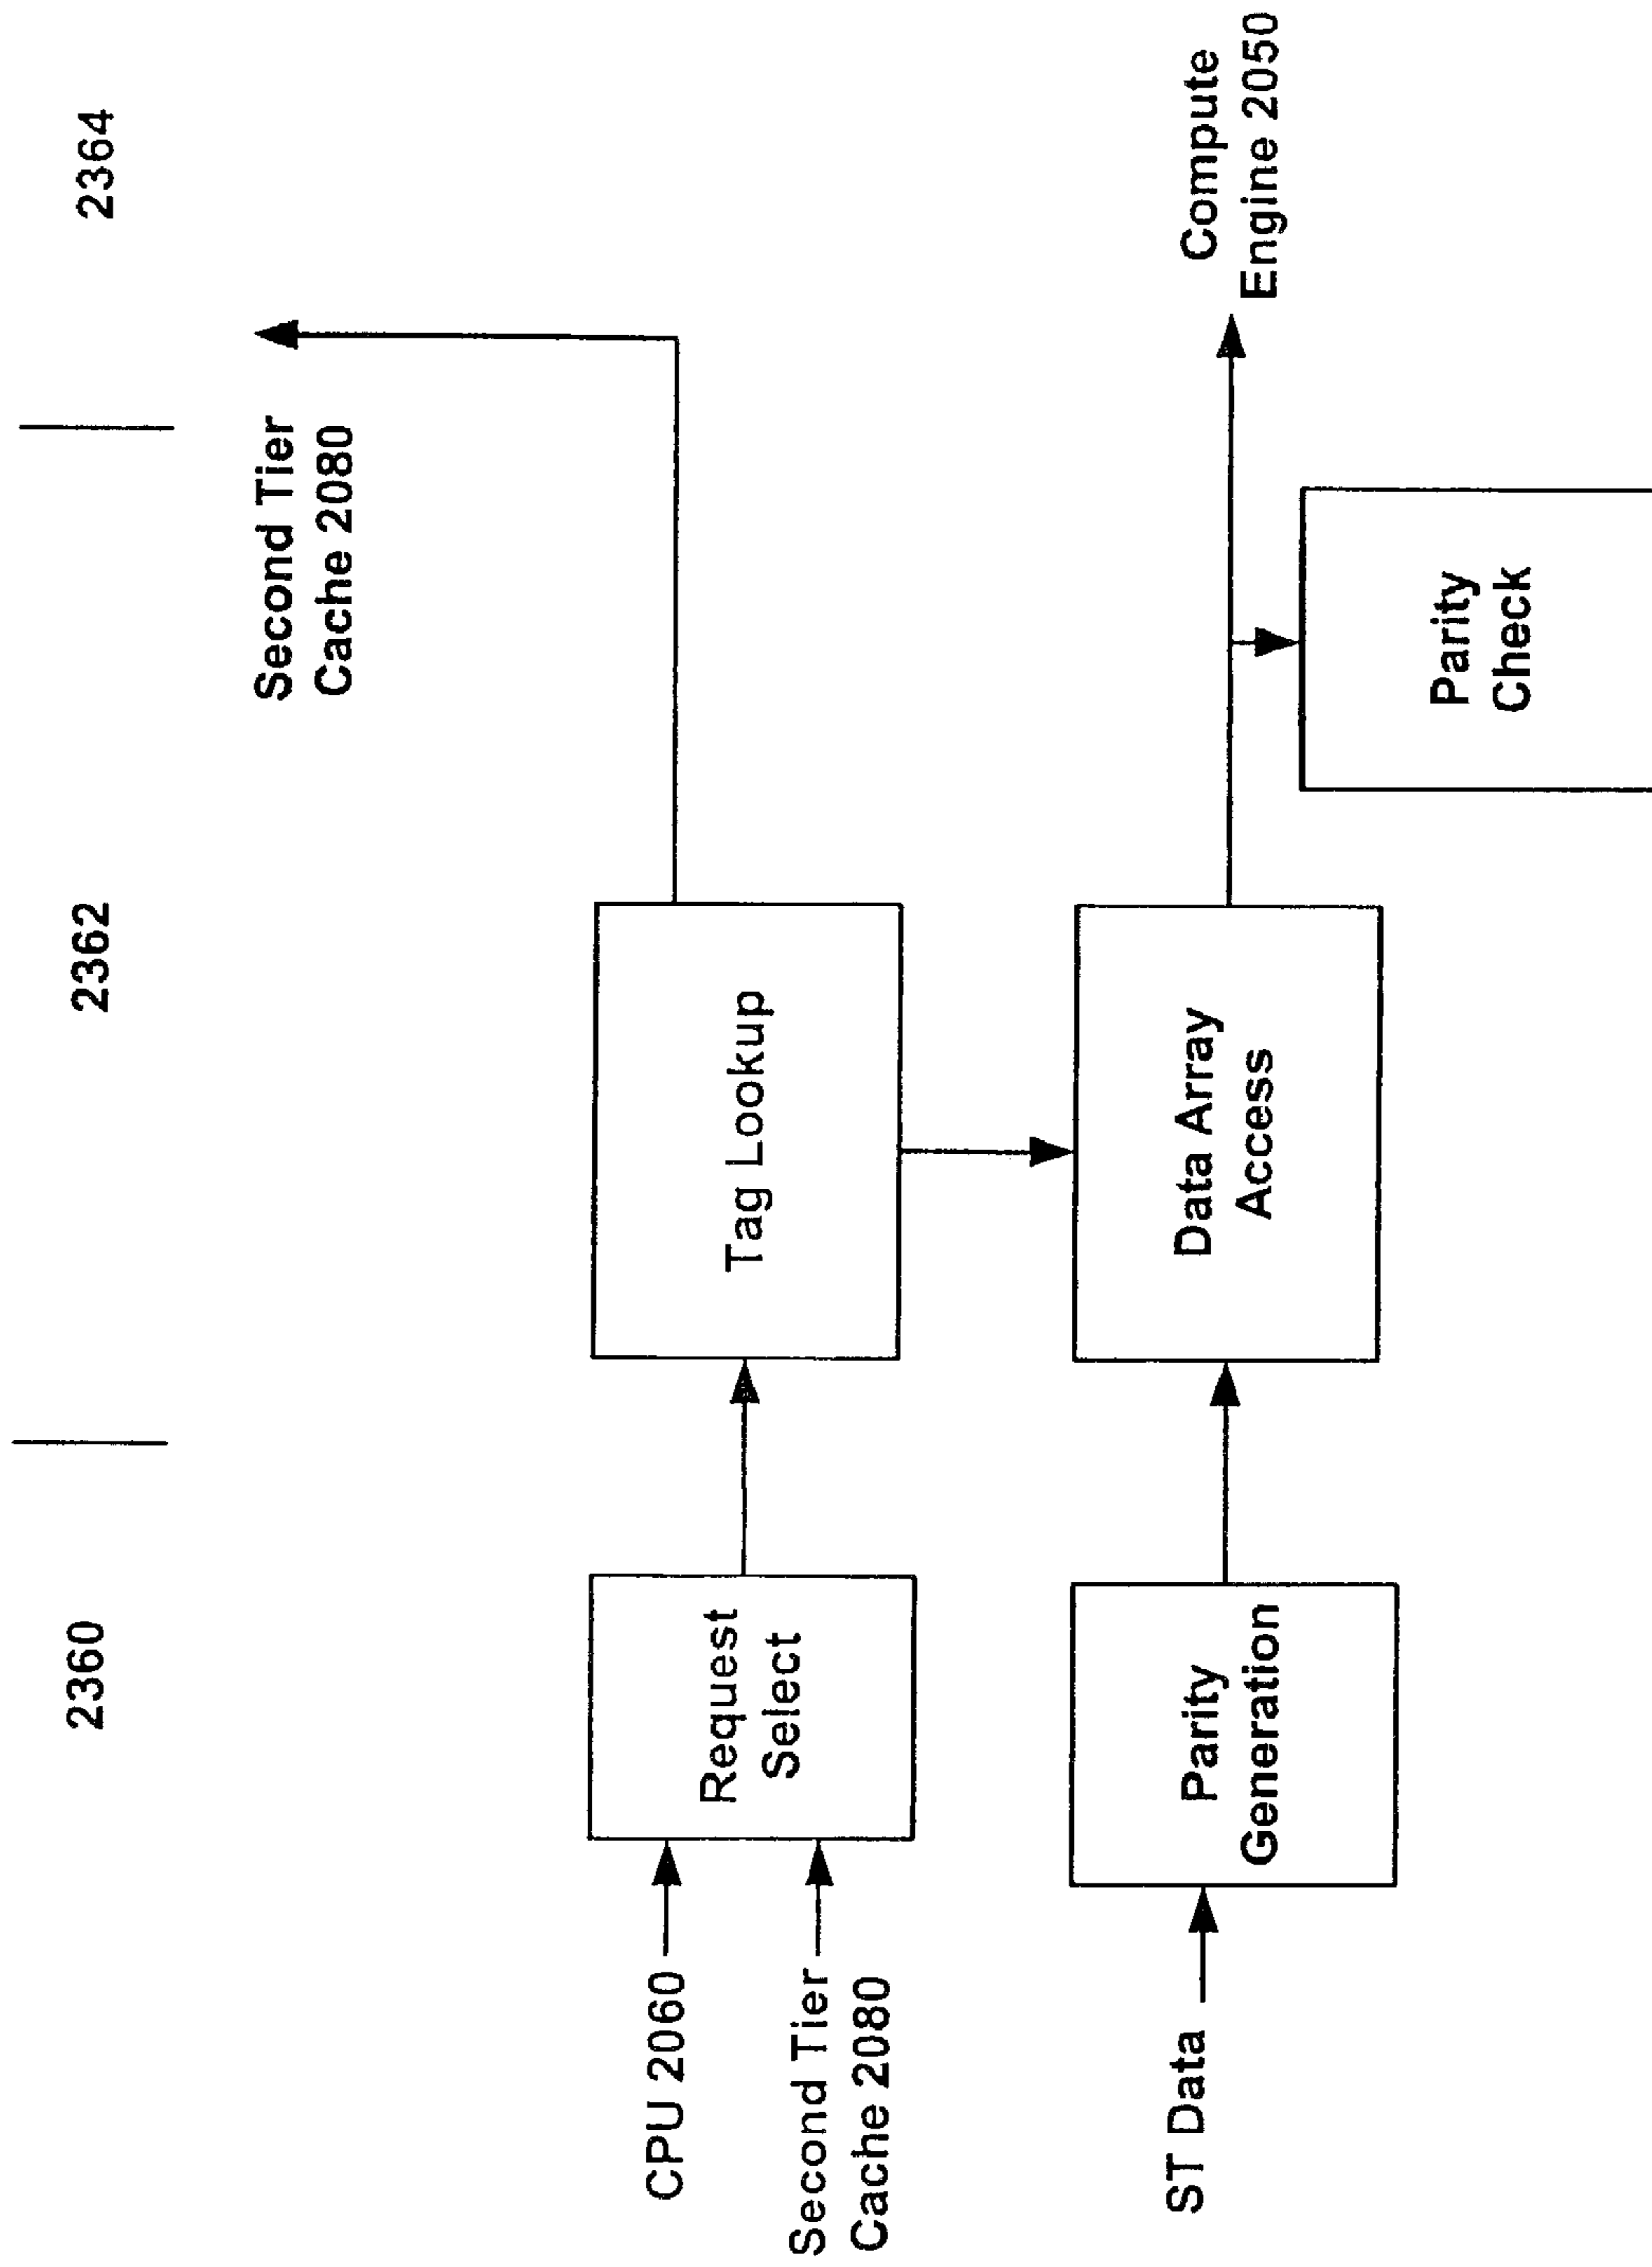 2360
2362
2364
Second Tier
Cache 2080
CPU 2060
Second Tier
Cache 2080
Request
Select
Tag Lookup
ST Data
Parity
Generation
Data Array
Access
Compute
Engine 2050
Parity
Check